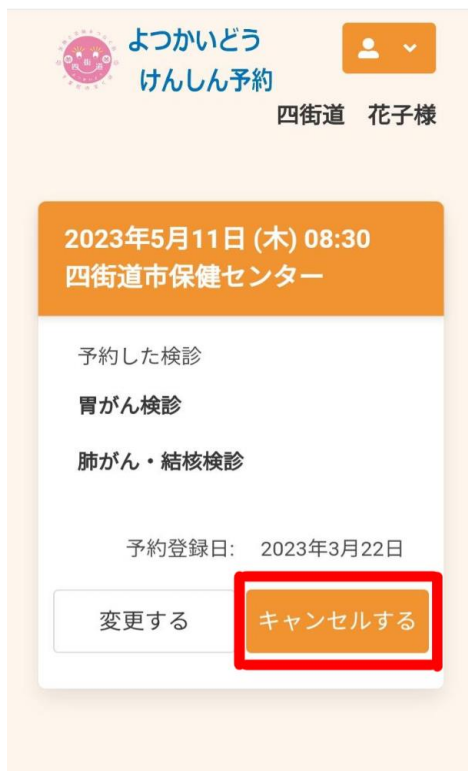 よつかいどう
けんしん予約
四街道 花子様
2023年5月11日 (木) 08:30
四街道市保健センター
予約した検診
胃がん検診
肺がん・結核検診
予約登録日: 2023年3月22日
変更する
キャンセルする